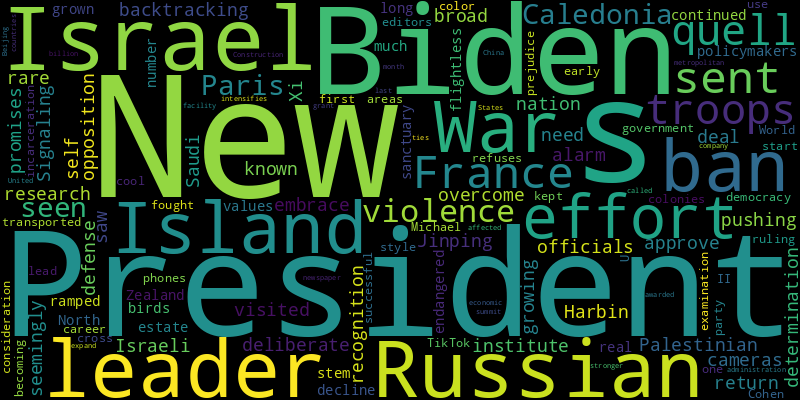 grown
backtracking
long
color
editors
broad
Caledonia
continued
use
Israel
Biden
quell
policymakers
number
much
flightless
prejudice
rare
Construction
China
early
sent
metropolitan
billion
month
Beijing
countries
promises
incarceration
Signaling
self
opposition
Paris
Xi
first
areas
last
nation
troops
facility
intensifies
grant
States
New
War
s
government
deal
World
United
cool
Saudi
known
sanctuary
ties
need
company
ban
start
research
France
refuses
alarm
colonies
democracy
seen
saw
fought
values
embrace
kept
overcome
called
transported
Island
violence
effort
pushing
Michael
affected
ruling
defense
style
Jinping
officials
approve
President
lead
phones
successful
newspaper
endangered
growing
economic
summit
awarded
examination
U
II
party
determination
consideration
seemingly
ramped
Zealand
visited
recognition
Harbin
North
birds
career
cross
estate
becoming
expand
Israeli
deliberate
TikTok
institute
real
Palestinian
leader
stem
decline
Russian
stronger
one
cameras
administration
return
Cohen